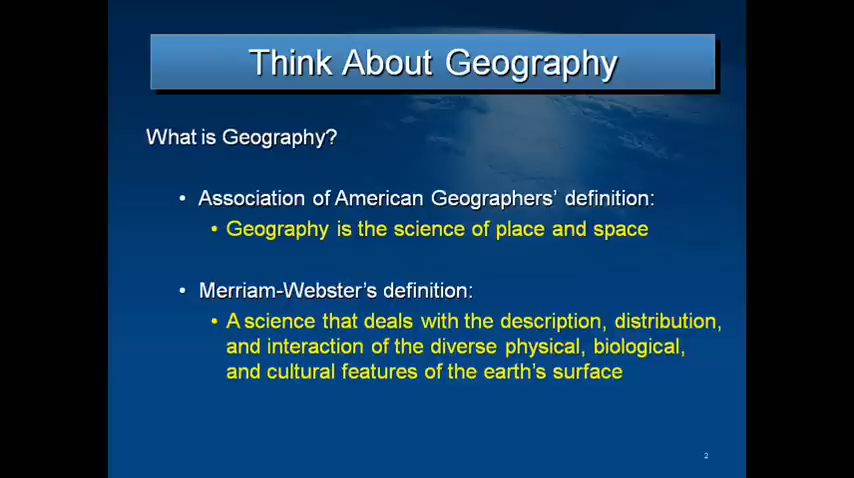 Think About Geography
What is Geography?
• Association of American Geographers’ definition:
• Geography is the science of place and space
• Merriam-Webster’s definition:
• A science that deals with the description, distribution,
and interaction of the diverse physical, biological,
and cultural features of the earth’s surface
2